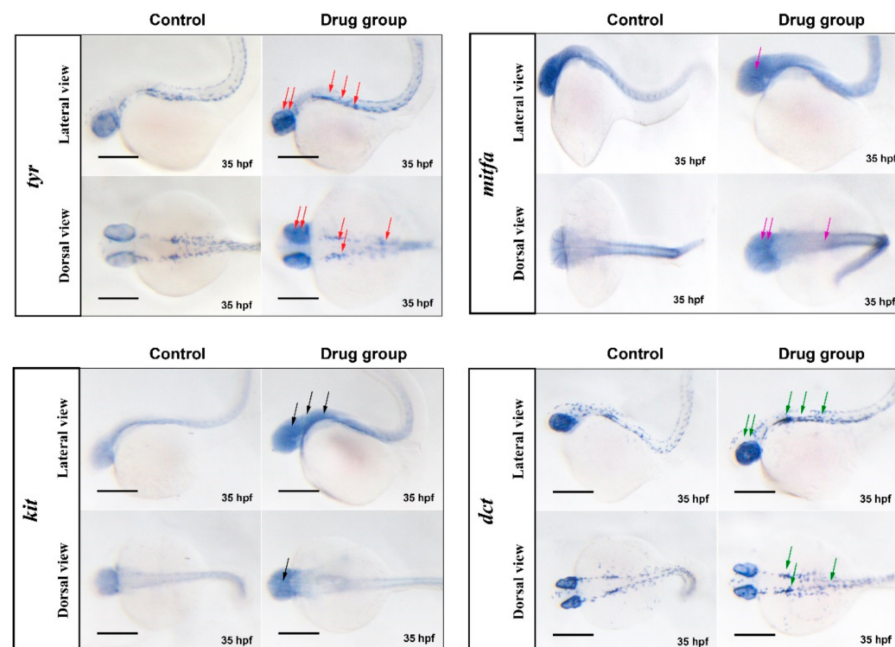 Control Drug group
tyr
Lateral view
35 hpf 35 hpf
Dorsal view
35 hpf 35 hpf
Control Drug group
mitfa
Lateral view
35 hpf 35 hpf
Dorsal view
35 hpf 35 hpf
Control Drug group
kit
Lateral view
35 hpf 35 hpf
Dorsal view
35 hpf 35 hpf
Control Drug group
dct
Lateral view
35 hpf 35 hpf
Dorsal view
35 hpf 35 hpf